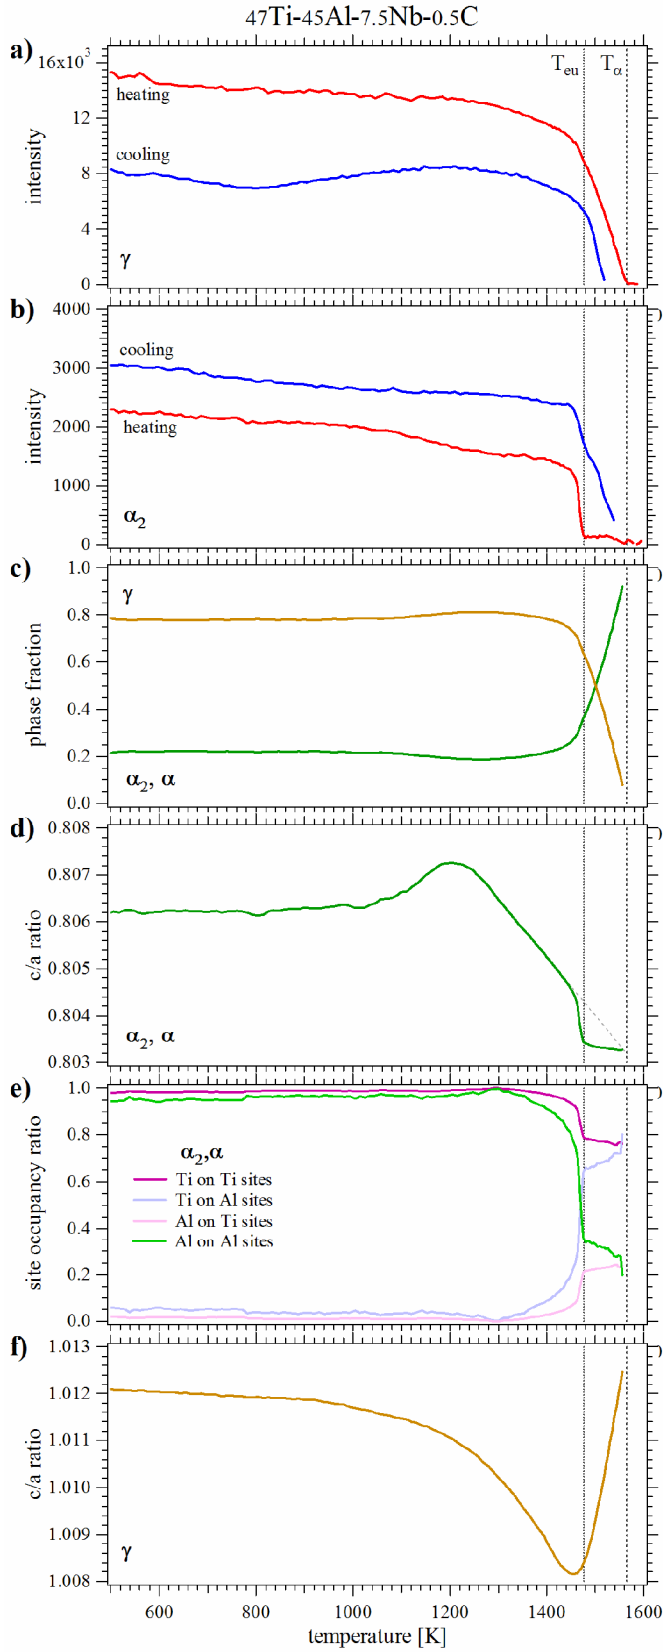 47Ti-45Al-7.5Nb-0.5C
a)
16x10³
12
8
4
0
intensity
heating
cooling
γ
Teu
Tα
b)
4000
3000
2000
1000
0
intensity
cooling
heating
α₂
c)
1.0
0.8
0.6
0.4
0.2
0.0
phase fraction
γ
α₂, α
d)
0.808
0.807
0.806
0.805
0.804
0.803
c/a ratio
α₂, α
e)
1.0
0.8
0.6
0.4
0.2
0.0
site occupancy ratio
α₂,α
Ti on Ti sites
Ti on Al sites
Al on Ti sites
Al on Al sites
f)
1.013
1.012
1.011
1.010
1.009
1.008
c/a ratio
γ
600 800 1000 1200 1400 1600
temperature [K]